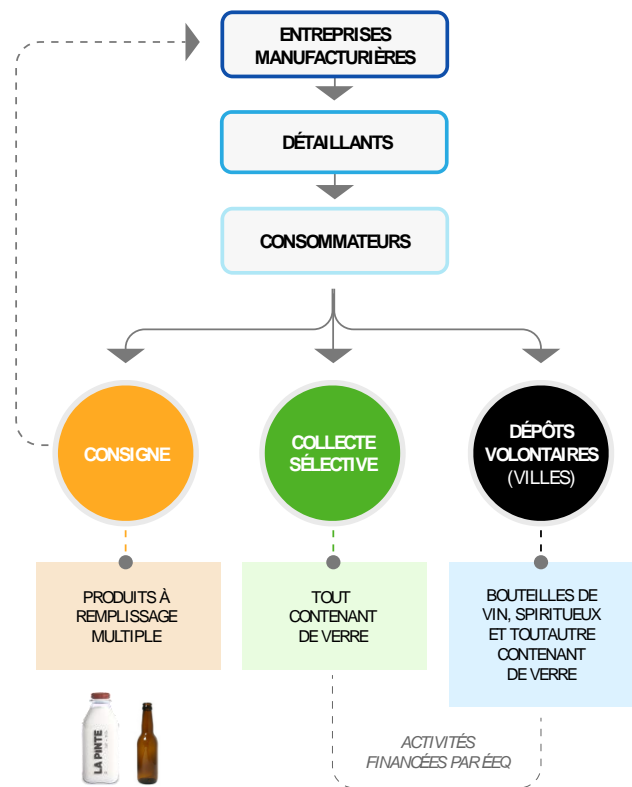 ENTREPRISES
MANUFACTURIÈRES
DÉTAILLANTS
CONSOMMATEURS
CONSIGNE
COLLECTE
SÉLECTIVE
DÉPÔTS
VOLONTAIRES
(VILLES)
PRODUITS À
REMPLISSAGE
MULTIPLE
TOUT
CONTENANT
DE VERRE
BOUTEILLES DE
VIN, SPIRITUEUX
ET TOUTAUTRE
CONTENANT
DE VERRE
LA PINTE
ACTIVITÉS
FINANCÉES PAR ÉEQ